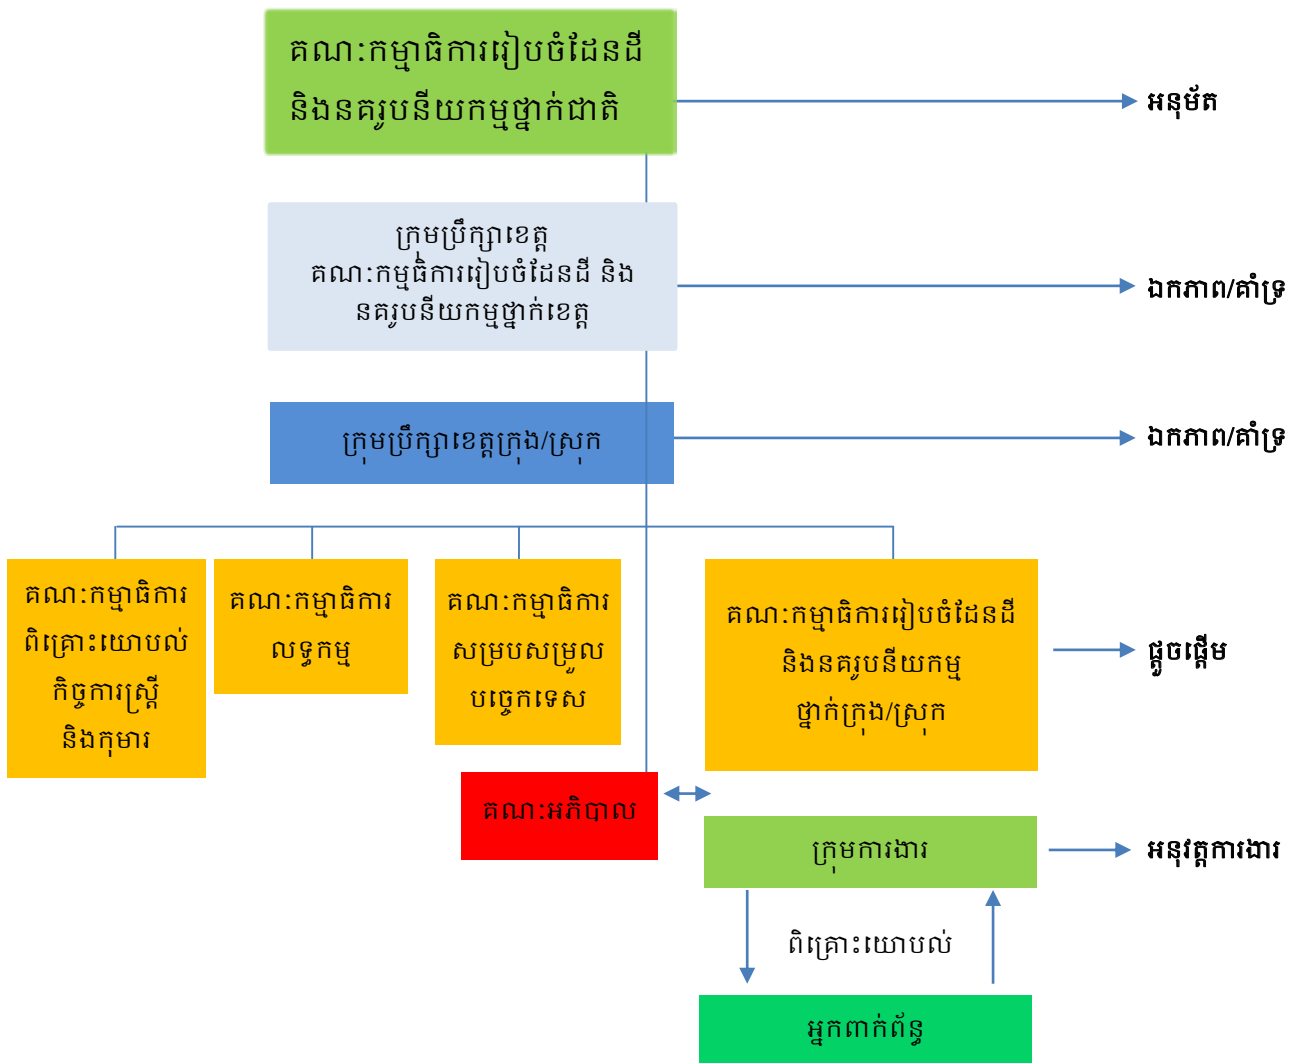 គណៈកម្មាធិការរៀបចំដែនដី
និងនគរូបនីយកម្មថ្នាក់ជាតិ
អនុម័ត
ក្រុមប្រឹក្សាខេត្ត
គណៈកម្មធិការរៀបចំដែនដី និង
នគរូបនីយកម្មថ្នាក់ខេត្ត
ឯកភាព/គាំទ្រ
ក្រុមប្រឹក្សាខេត្តក្រុង/ស្រុក
ឯកភាព/គាំទ្រ
គណៈកម្មាធិការ
ពិគ្រោះយោបល់
កិច្ចការស្ត្រី
និងកុមារ
គណៈកម្មាធិការ
លទ្ធកម្ម
គណៈកម្មាធិការ
សម្របសម្រួល
បច្ចេកទេស
គណៈកម្មាធិការរៀបចំដែនដី
និងនគរូបនីយកម្ម
ថ្នាក់ក្រុង/ស្រុក
ផ្តួចផ្តើម
គណៈអភិបាល
ក្រុមការងារ
អនុវត្តការងារ
ពិគ្រោះយោបល់
អ្នកពាក់ព័ន្ធ